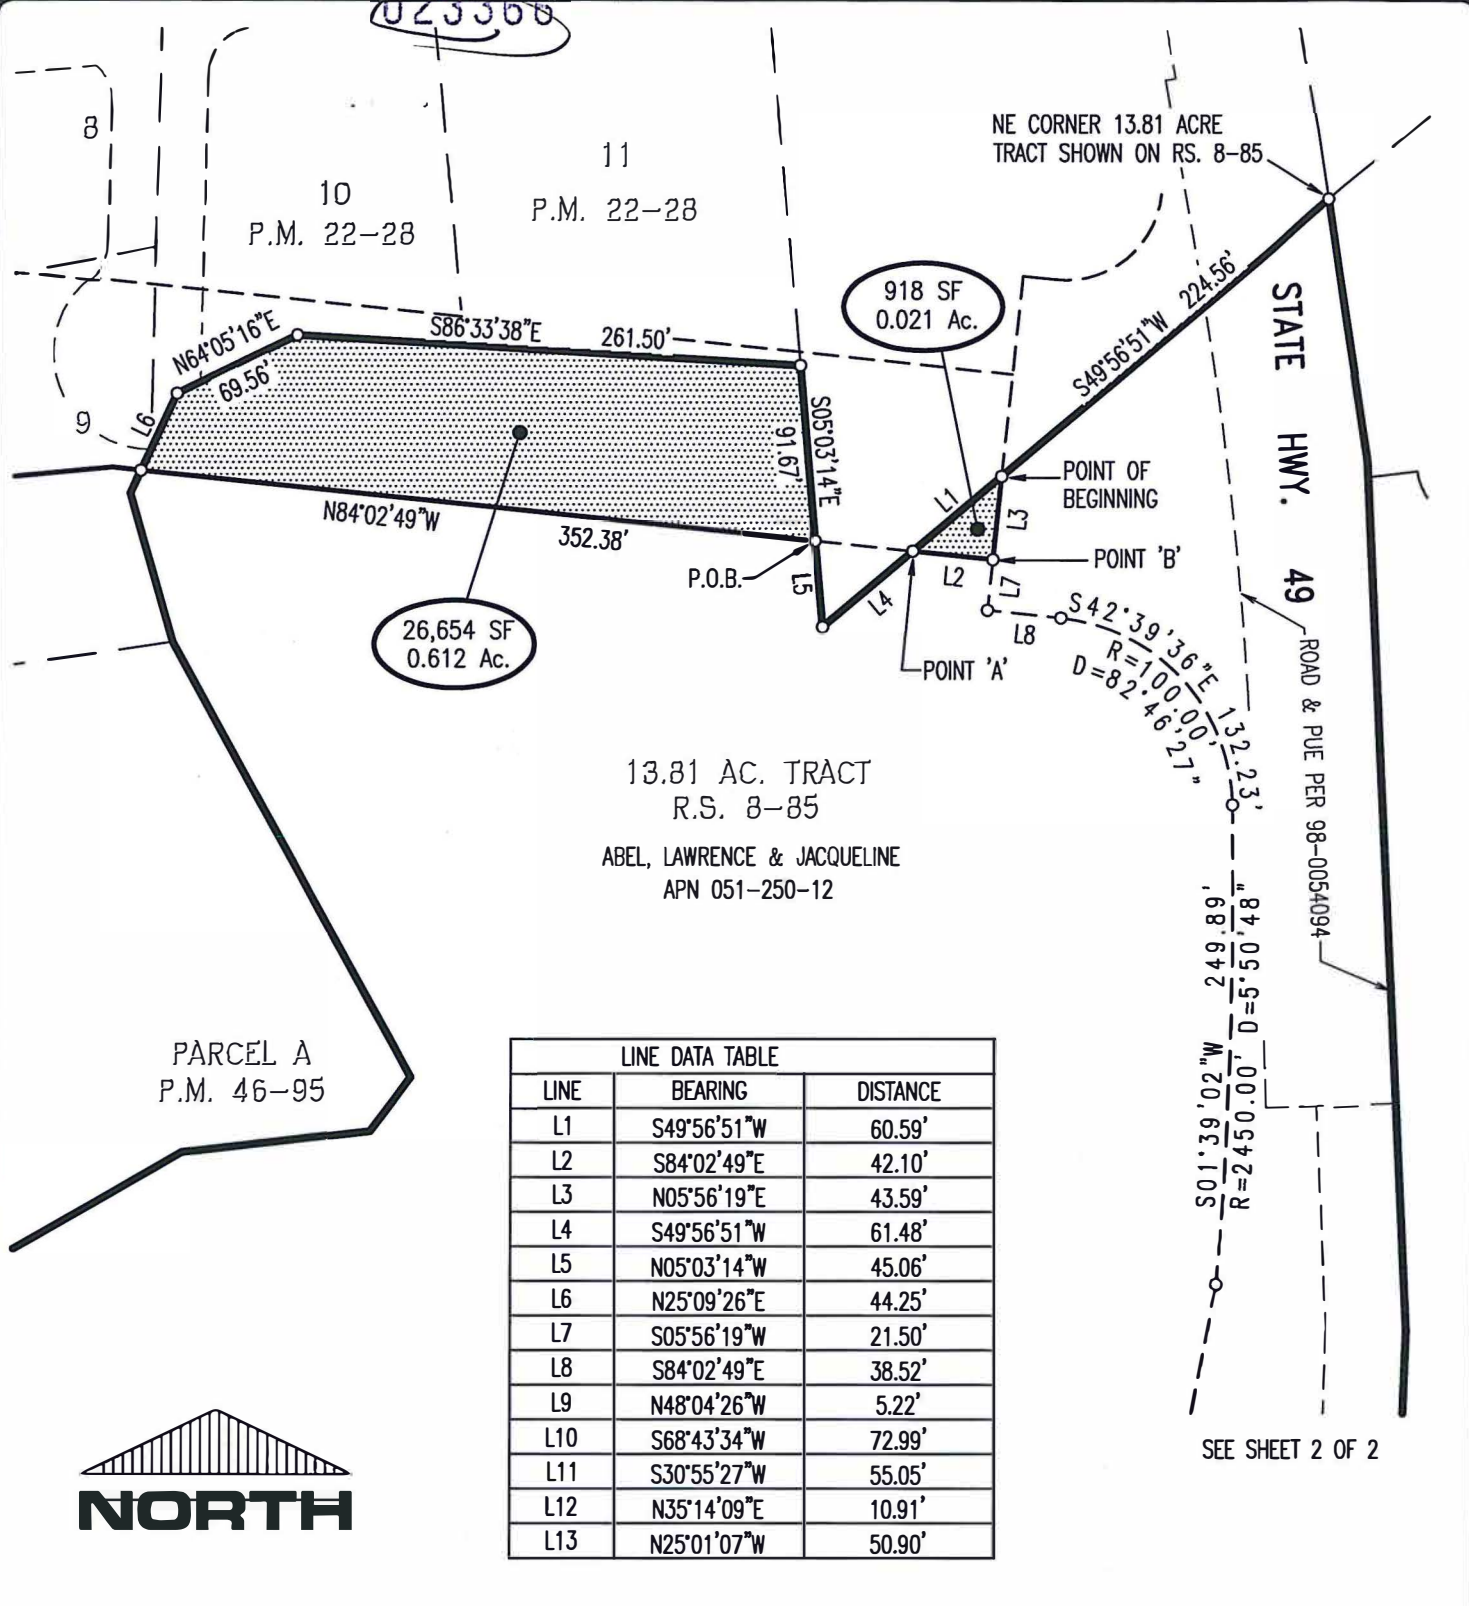 8
10
P.M. 22-28
11
P.M. 22-28
NE CORNER 13.81 ACRE
TRACT SHOWN ON RS. 8-85
918 SF
0.021 Ac.
224.56'
S49°56'51"W
STATE HWY. 49
N64°05'16"E
69.56'
S86°33'38"E 261.50'
L6
9
S05°03'14"E
91.67'
N84°02'49"W 352.38'
L1
L3
POINT OF
BEGINNING
P.O.B.
L5
L4
L2
L7
POINT 'B'
L8
POINT 'A'
26,654 SF
0.612 Ac.
S42°39'36"E 132.23'
R=100.00'
D=82°46'27"
ROAD & PUE PER 98-0054094
13.81 AC. TRACT
R.S. 8-85
ABEL, LAWRENCE & JACQUELINE
APN 051-250-12
S01°39'02"W 249.89'
R=2450.00' D=5°50'48"
PARCEL A
P.M. 46-95
LINE DATA TABLE
LINE BEARING DISTANCE
L1 S49°56'51"W 60.59'
L2 S84°02'49"E 42.10'
L3 N05°56'19"E 43.59'
L4 S49°56'51"W 61.48'
L5 N05°03'14"W 45.06'
L6 N25°09'26"E 44.25'
L7 S05°56'19"W 21.50'
L8 S84°02'49"E 38.52'
L9 N48°04'26"W 5.22'
L10 S68°43'34"W 72.99'
L11 S30°55'27"W 55.05'
L12 N35°14'09"E 10.91'
L13 N25°01'07"W 50.90'
SEE SHEET 2 OF 2
NORTH